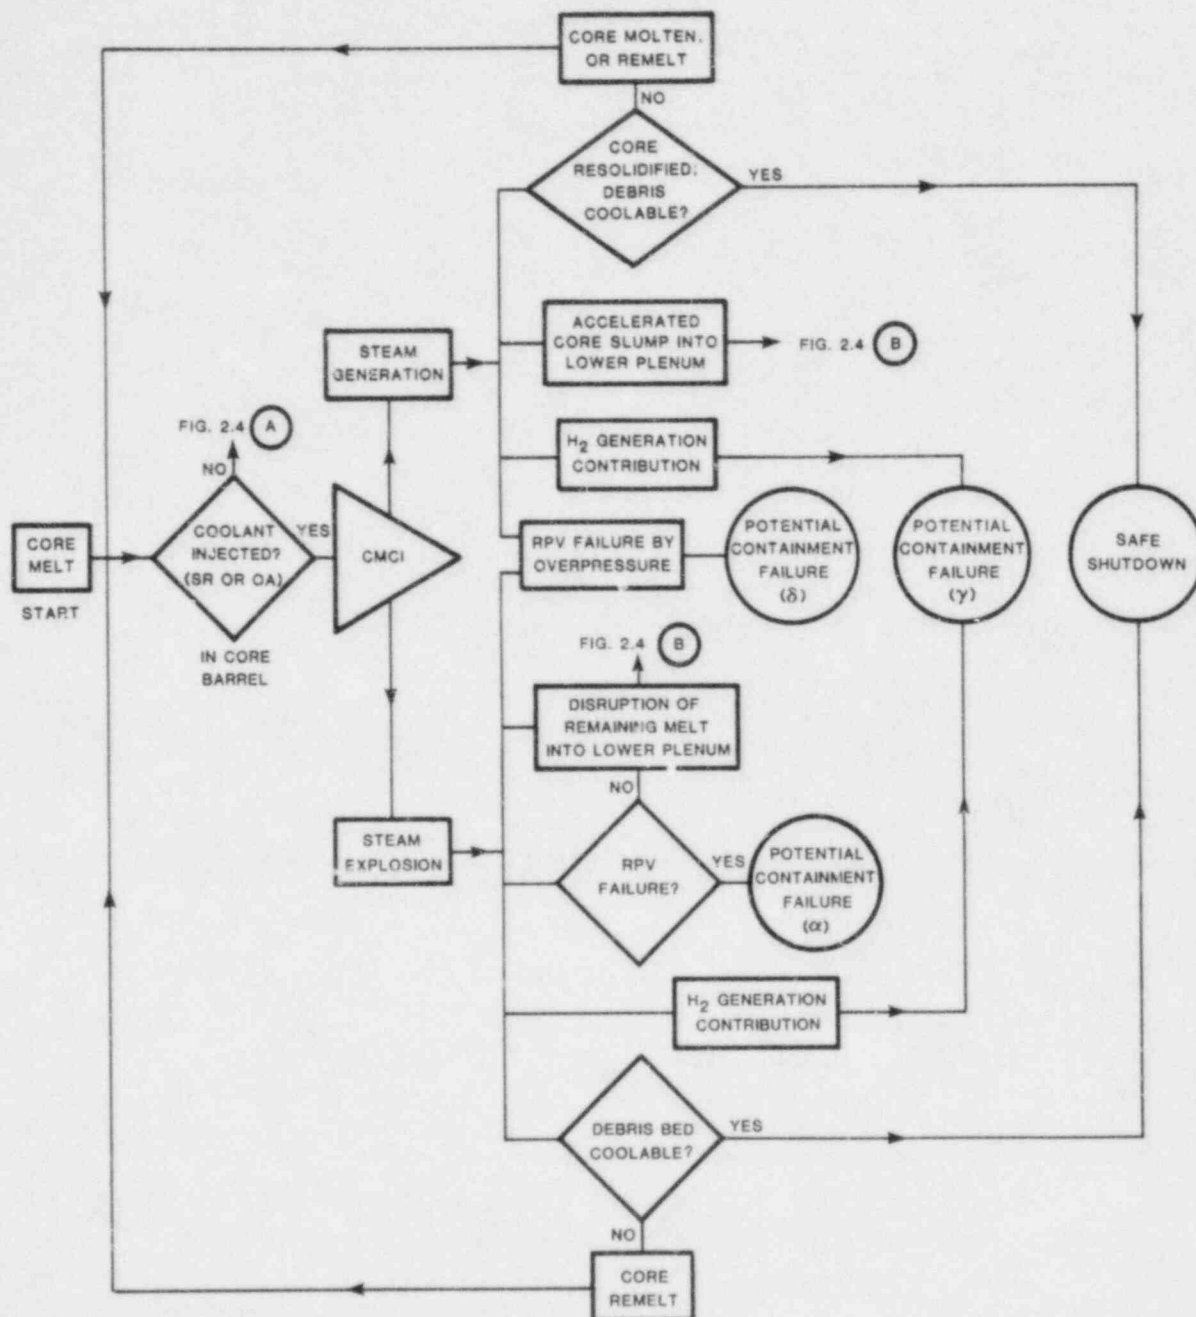 CORE MOLTEN,
OR REMELT
NO
CORE
RESOLIDIFIED;
DEBRIS
COOLABLE?
YES
ACCELERATED
CORE SLUMP INTO
LOWER PLENUM
FIG. 2.4 B
STEAM
GENERATION
FIG. 2.4 A
NO
H2 GENERATION
CONTRIBUTION
CORE
MELT
START
COOLANT
INJECTED?
(SR OR OA)
YES
IN CORE
BARREL
CMCI
RPV FAILURE BY
OVERPRESSURE
POTENTIAL
CONTAINMENT
FAILURE
(δ)
POTENTIAL
CONTAINMENT
FAILURE
(γ)
SAFE
SHUTDOWN
FIG. 2.4 B
DISRUPTION OF
REMAINING MELT
INTO LOWER PLENUM
NO
STEAM
EXPLOSION
RPV
FAILURE?
YES
POTENTIAL
CONTAINMENT
FAILURE
(α)
H2 GENERATION
CONTRIBUTION
DEBRIS BED
COOLABLE?
YES
NO
CORE
REMELT